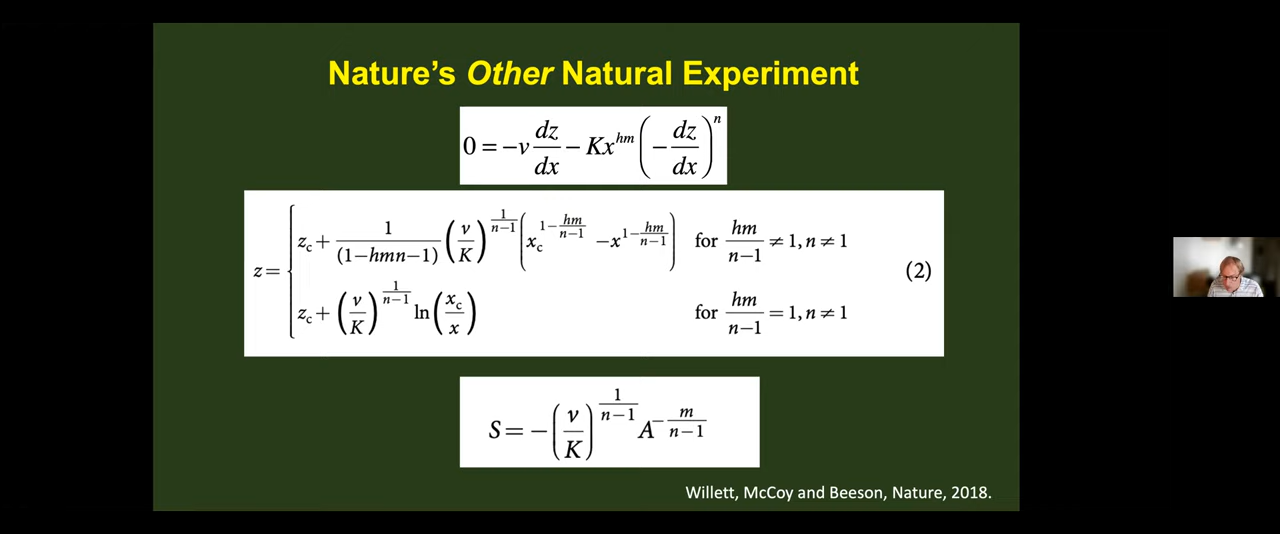 Nature's Other Natural Experiment
0 = −v dz/dx − Kx^{hm} (−dz/dx)^n
z = { z_c + 1/(1−hmn−1) (v/K)^{1/(n−1)} (x_c^{1−hm/(n−1)} − x^{1−hm/(n−1)}) for hm/(n−1) ≠ 1, n ≠ 1
z_c + (v/K)^{1/(n−1)} ln(x_c/x) for hm/(n−1) = 1, n ≠ 1
(2)
S = −(v/K)^{1/(n−1)} A^{−m/(n−1)}
Willett, McCoy and Beeson, Nature, 2018.